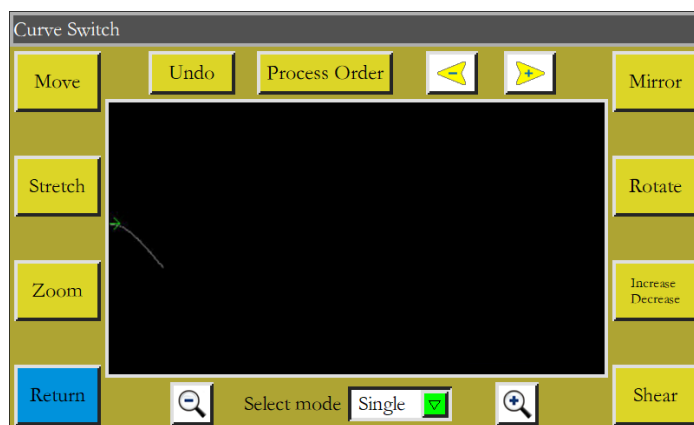 Curve Switch
Move
Undo
Process Order
Mirror
Stretch
Rotate
Zoom
Increase
Decrease
Return
Select mode
Single
Shear